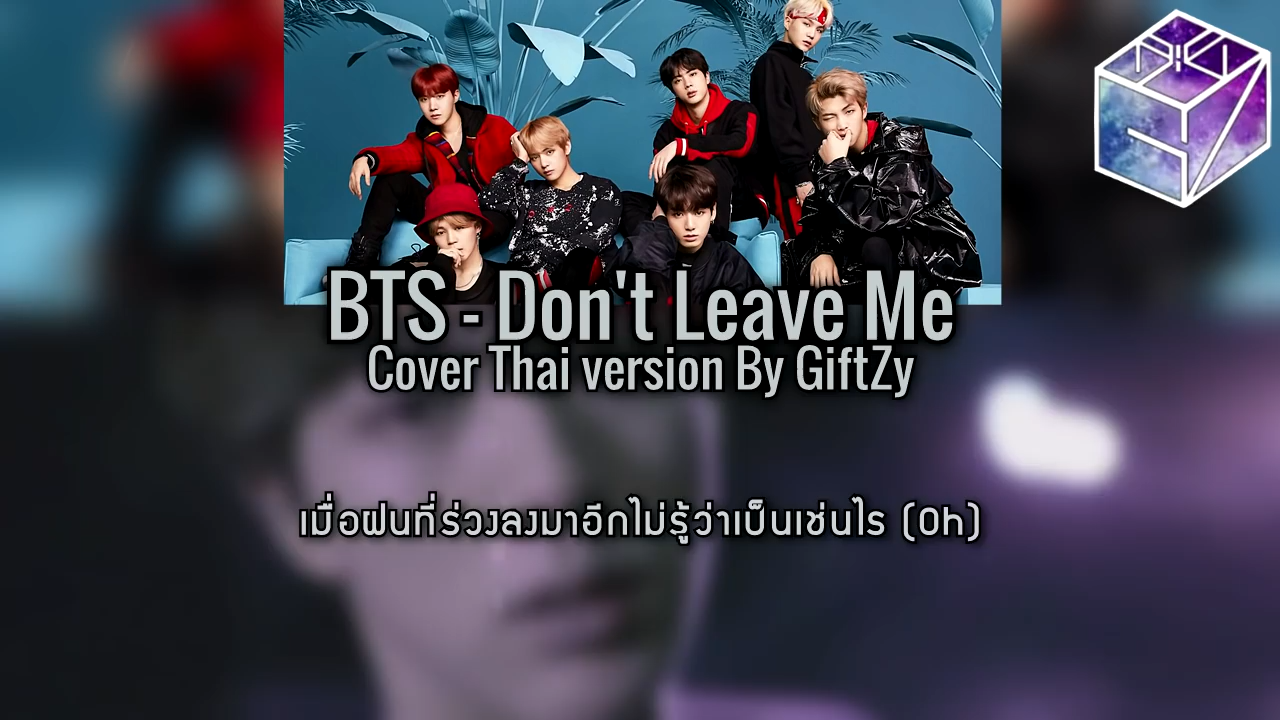 BTS - Don't Leave Me
Cover Thai version By GiftZy
เมื่อฝนที่ร่วงลงมาอีกไม่รู้ว่าเป็นเช่นไร (Oh)